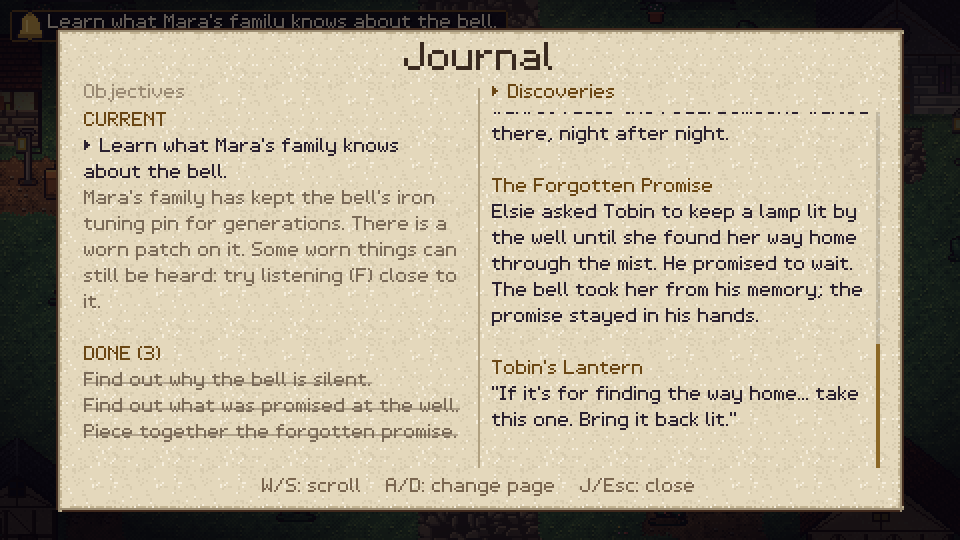 Learn what Mara's family knows about the bell.
Journal
Objectives
CURRENT
Learn what Mara's family knows
about the bell.
Mara's family has kept the bell's iron
tuning pin for generations. There is a
worn patch on it. Some worn things can
still be heard: try listening (F) close to
it.
DONE (3)
Find out why the bell is silent.
Find out what was promised at the well.
Piece together the forgotten promise.
Discoveries
there, night after night.
The Forgotten Promise
Elsie asked Tobin to keep a lamp lit by
the well until she found her way home
through the mist. He promised to wait.
The bell took her from his memory; the
promise stayed in his hands.
Tobin's Lantern
"If it's for finding the way home... take
this one. Bring it back lit."
W/S: scroll A/D: change page J/Esc: close